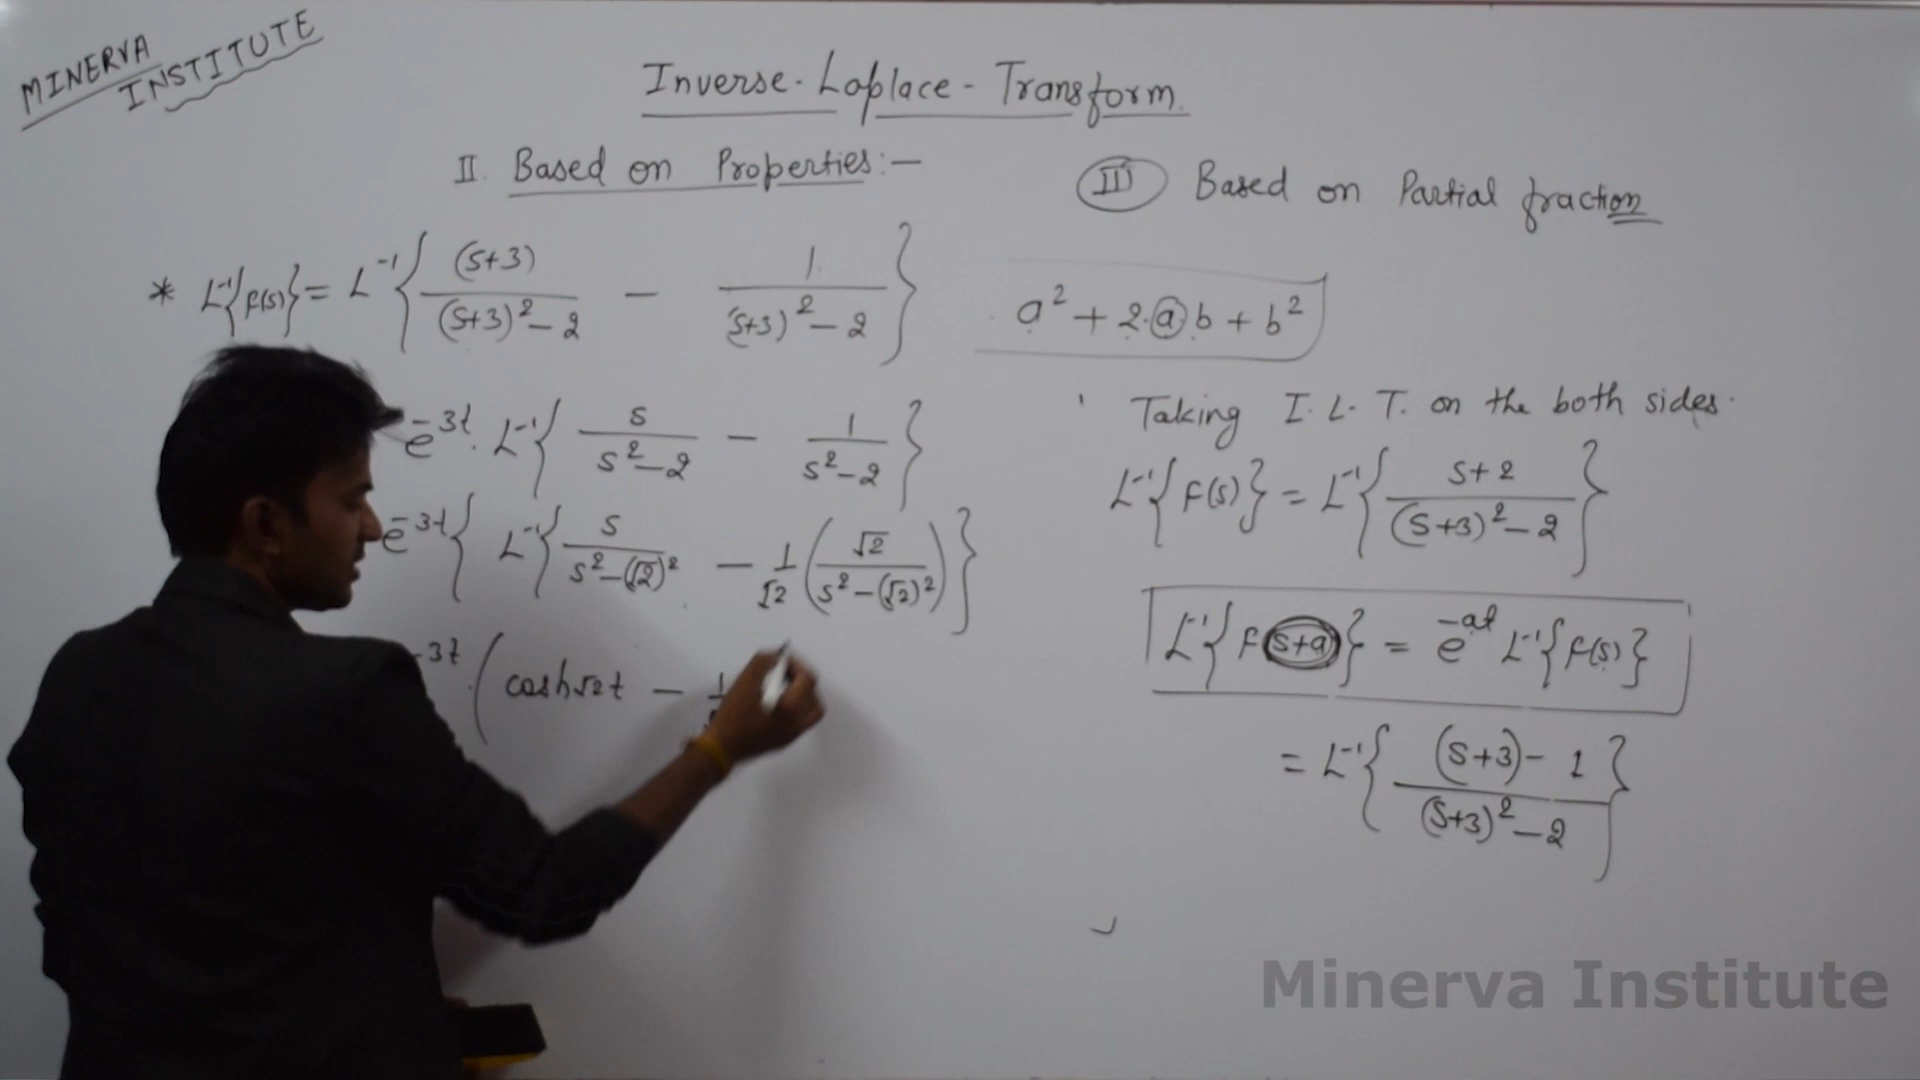 MINERVA
INSTITUTE
Inverse-Laplace-Transform.
II. Based on Properties:—
* L⁻¹{F(s)} = L⁻¹{ (s+3)/((s+3)²-2) - 1/((s+3)²-2) }
e^-3t. L⁻¹{ s/(s²-2) - 1/(s²-2) }
e^-3t{ L⁻¹{ s/(s²-(√2)²) - 1/√2 ( √2/(s²-(√2)²) ) }
-3t ( cosh√2t - 1
III Based on Partial fraction
a² + 2.a b + b²
Taking I.L.T. on the both sides.
L⁻¹{ F(s) } = L⁻¹{ s+2/((s+3)²-2) }
L⁻¹{ F(s+a) } = e^-at L⁻¹{ F(s) }
= L⁻¹{ (s+3)-1/((s+3)²-2) }
Minerva Institute